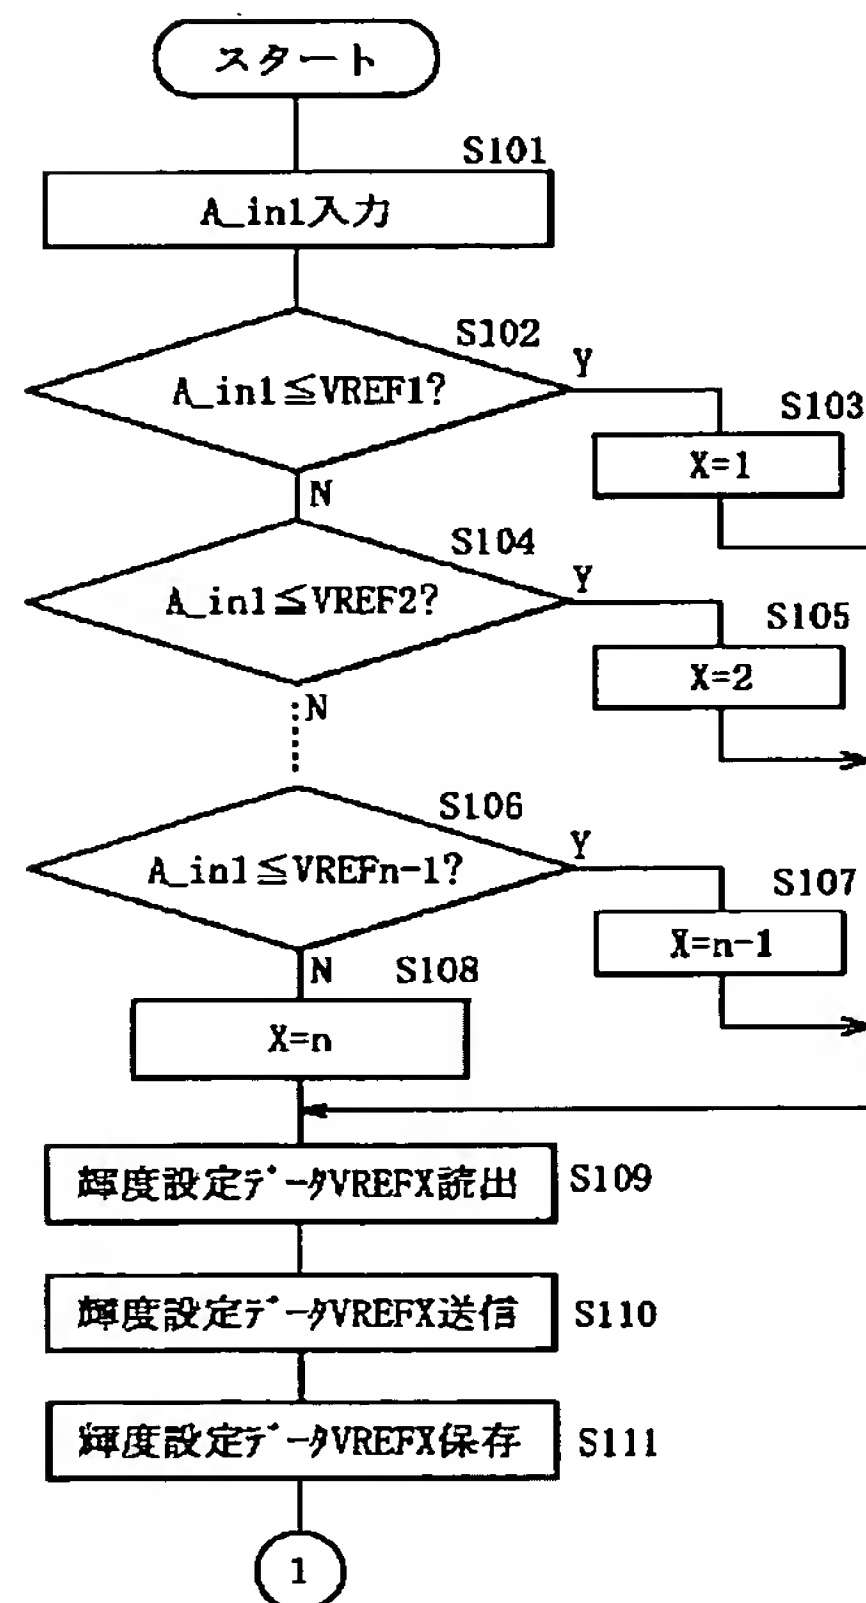 スタート
S101
A_in1入力
S102
A_in1≦VREF1?
Y
S103
X=1
N
S104
A_in1≦VREF2?
Y
S105
X=2
N
S106
A_in1≦VREFn-1?
Y
S107
X=n-1
N
S108
X=n
輝度設定データVREFX読出
S109
輝度設定データVREFX送信
S110
輝度設定データVREFX保存
S111
1